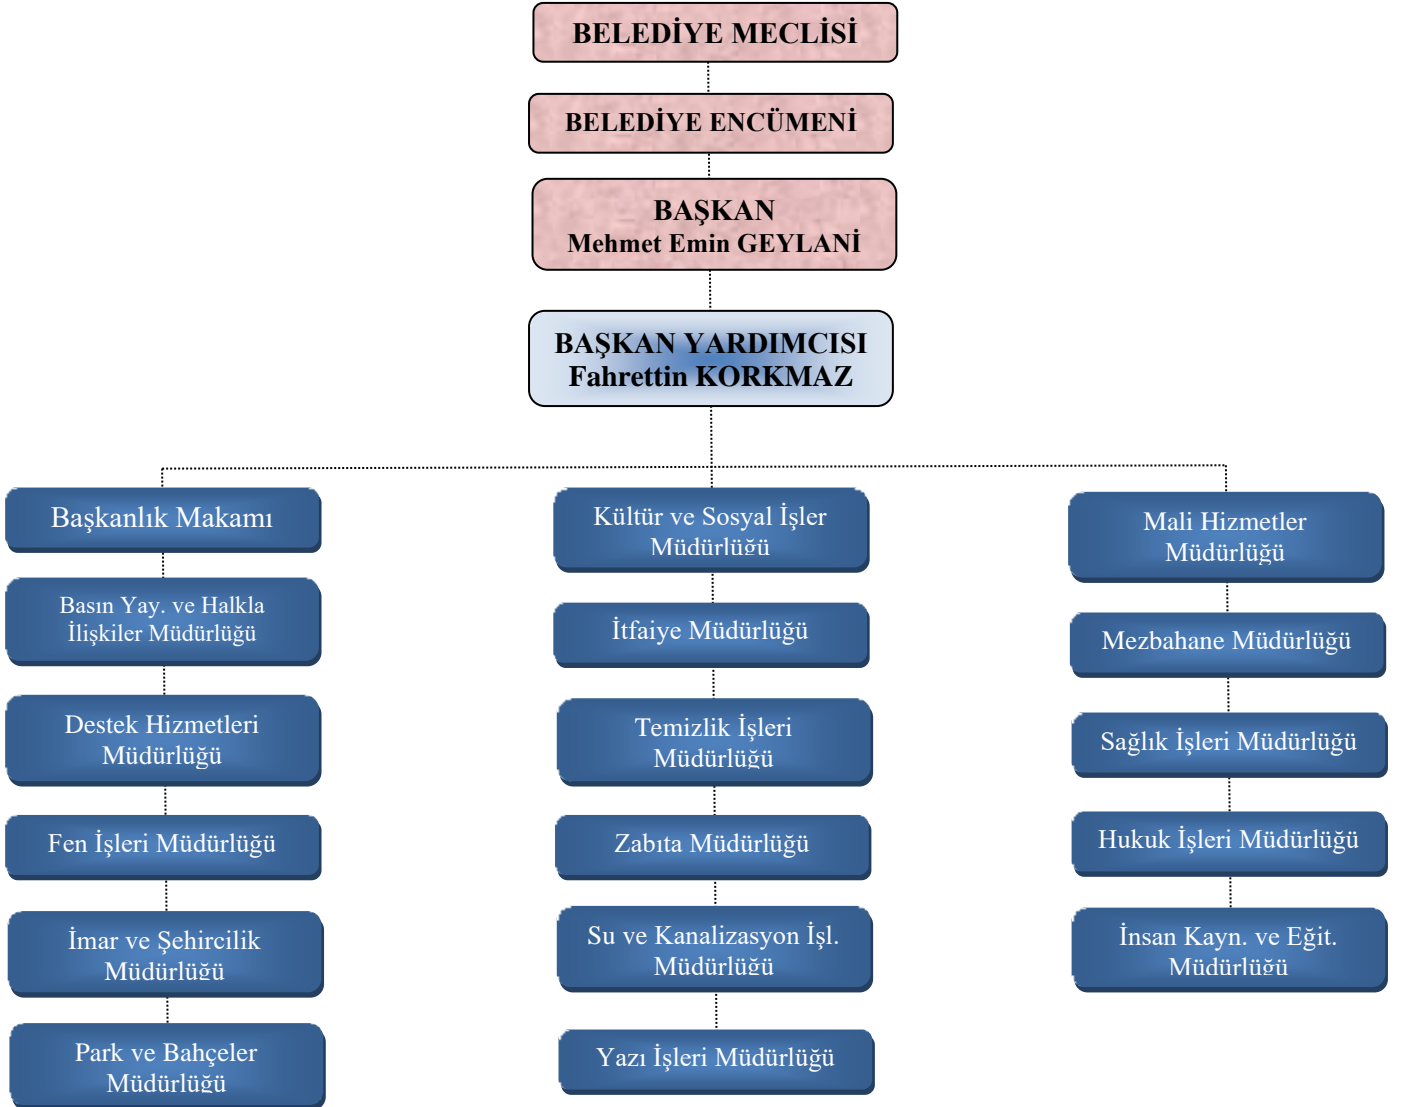 BELEDİYE MECLİSİ
BELEDİYE ENCÜMENİ
BAŞKAN
Mehmet Emin GEYLANİ
BAŞKAN YARDIMCISI
Fahrettin KORKMAZ
Başkanlık Makamı
Basın Yay. ve Halkla
İlişkiler Müdürlüğü
Destek Hizmetleri
Müdürlüğü
Fen İşleri Müdürlüğü
İmar ve Şehircilik
Müdürlüğü
Park ve Bahçeler
Müdürlüğü
Kültür ve Sosyal İşler
Müdürlüğü
İtfaiye Müdürlüğü
Temizlik İşleri
Müdürlüğü
Zabıta Müdürlüğü
Su ve Kanalizasyon İşl.
Müdürlüğü
Yazı İşleri Müdürlüğü
Mali Hizmetler
Müdürlüğü
Mezbahane Müdürlüğü
Sağlık İşleri Müdürlüğü
Hukuk İşleri Müdürlüğü
İnsan Kayn. ve Eğit.
Müdürlüğü